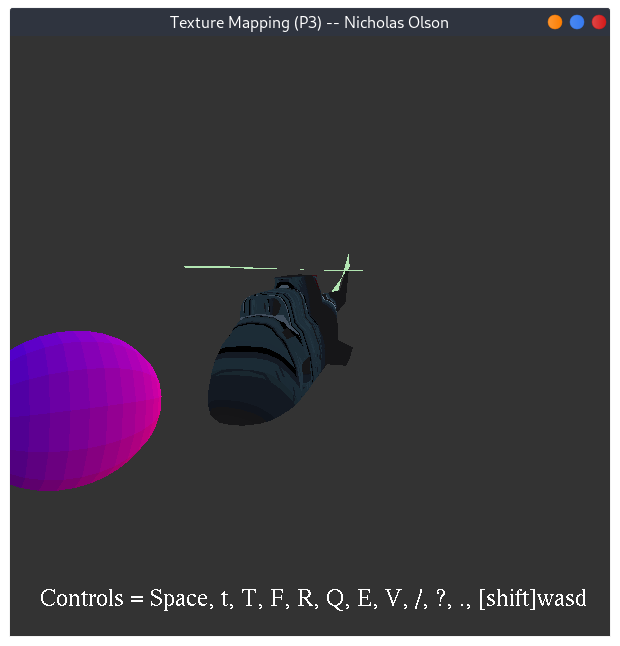 Texture Mapping (P3) -- Nicholas Olson
Controls = Space, t, T, F, R, Q, E, V, /, ?, ., [shift]wasd